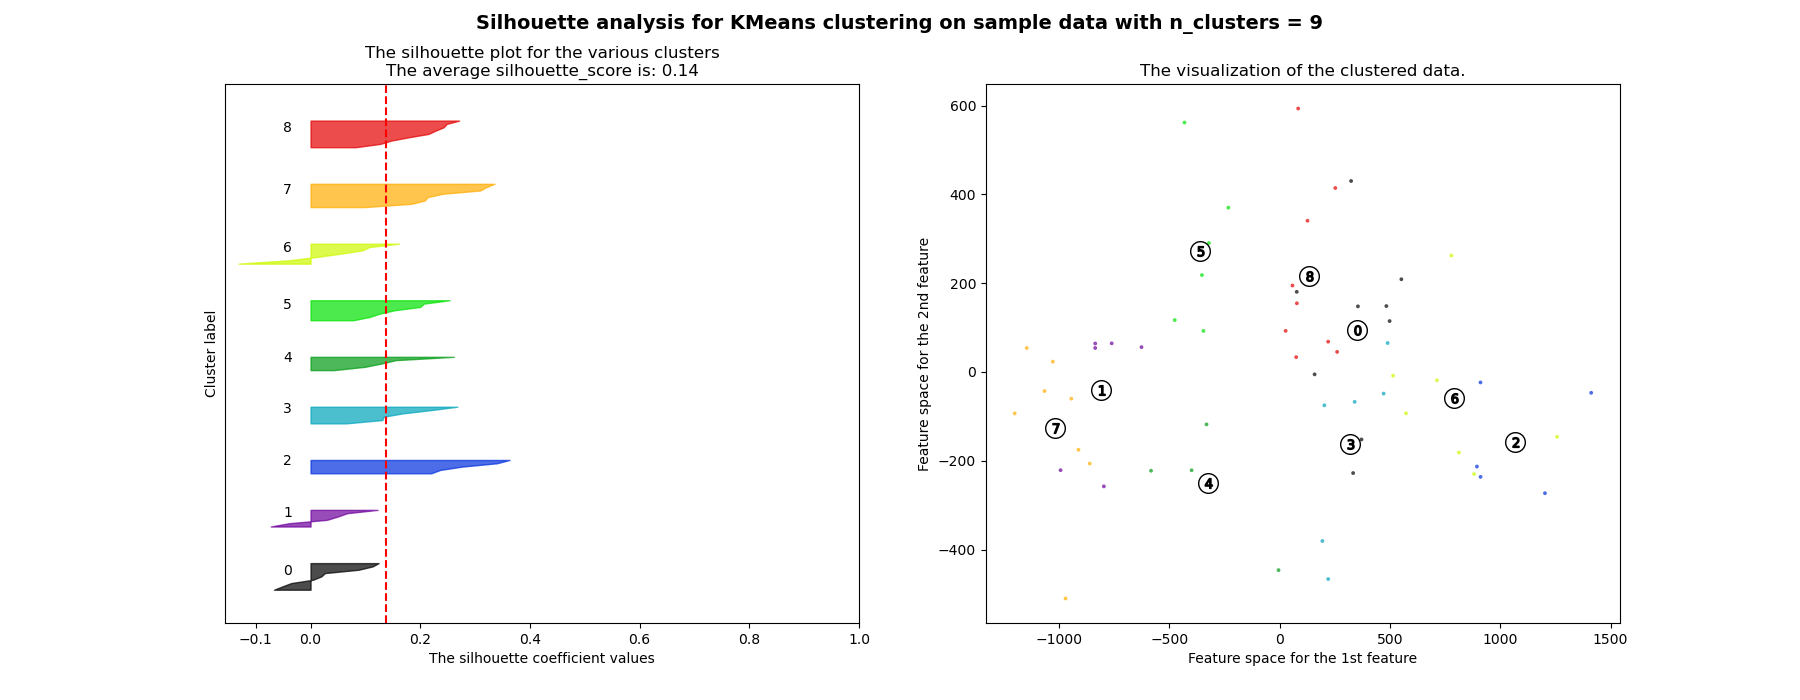 Silhouette analysis for KMeans clustering on sample data with n_clusters = 9
The silhouette plot for the various clusters
The average silhouette_score is: 0.14
8
7
6
5
4
3
2
1
0
Cluster label
−0.1 0.0 0.2 0.4 0.6 0.8 1.0
The silhouette coefficient values
The visualization of the clustered data.
600
400
200
0
−200
−400
Feature space for the 2nd feature
5
8
0
1
6
7
3
2
4
−1000 −500 0 500 1000 1500
Feature space for the 1st feature